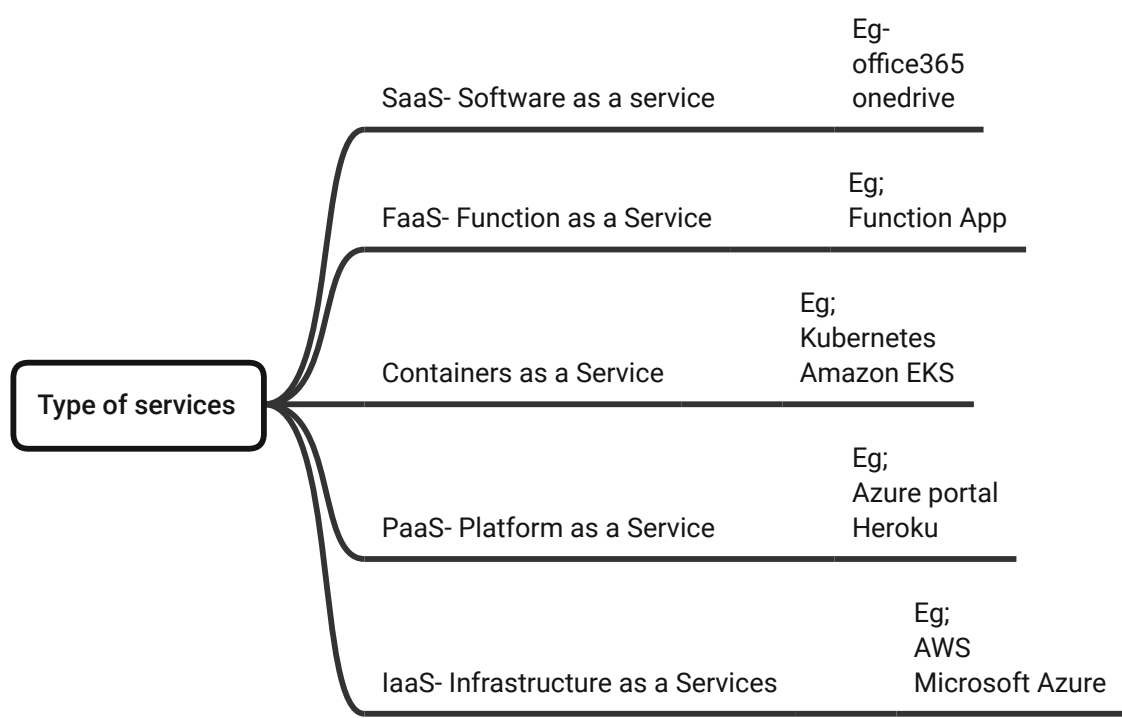 Type of services
SaaS- Software as a service
Eg-
office365
onedrive
FaaS- Function as a Service
Eg;
Function App
Containers as a Service
Eg;
Kubernetes
Amazon EKS
PaaS- Platform as a Service
Eg;
Azure portal
Heroku
IaaS- Infrastructure as a Services
Eg;
AWS
Microsoft Azure